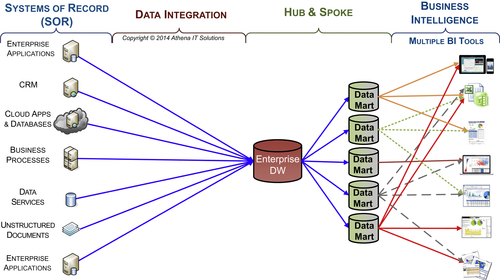 SYSTEMS OF RECORD
(SOR)
DATA INTEGRATION
HUB & SPOKE
BUSINESS
INTELLIGENCE
Copyright © 2014 Athena IT Solutions
MULTIPLE BI TOOLS
ENTERPRISE
APPLICATIONS
CRM
CLOUD APPS
& DATABASES
BUSINESS
PROCESSES
DATA
SERVICES
UNSTRUCTURED
DOCUMENTS
ENTERPRISE
APPLICATIONS
Enterprise
DW
Data
Mart
Data
Mart
Data
Mart
Data
Mart
Data
Mart